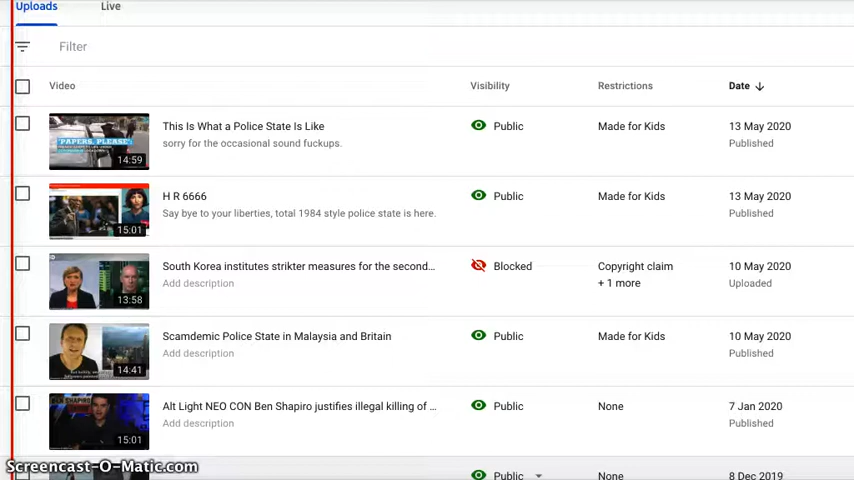 Uploads Live
Filter
Video Visibility Restrictions Date
This Is What a Police State Is Like Public Made for Kids 13 May 2020
sorry for the occasional sound fuckups. Published
"PAPERS, PLEASE"
14:59
H R 6666 Public Made for Kids 13 May 2020
Say bye to your liberties, total 1984 style police state is here. Published
15:01
South Korea institutes strikter measures for the second... Blocked Copyright claim 10 May 2020
Add description + 1 more Uploaded
13:58
Scamdemic Police State in Malaysia and Britain Public Made for Kids 10 May 2020
Add description Published
14:41
Alt Light NEO CON Ben Shapiro justifies illegal killing of ... Public None 7 Jan 2020
Add description Published
BEN SHAPIRO
15:01
Screencast-O-Matic.com
Public None 8 Dec 2019